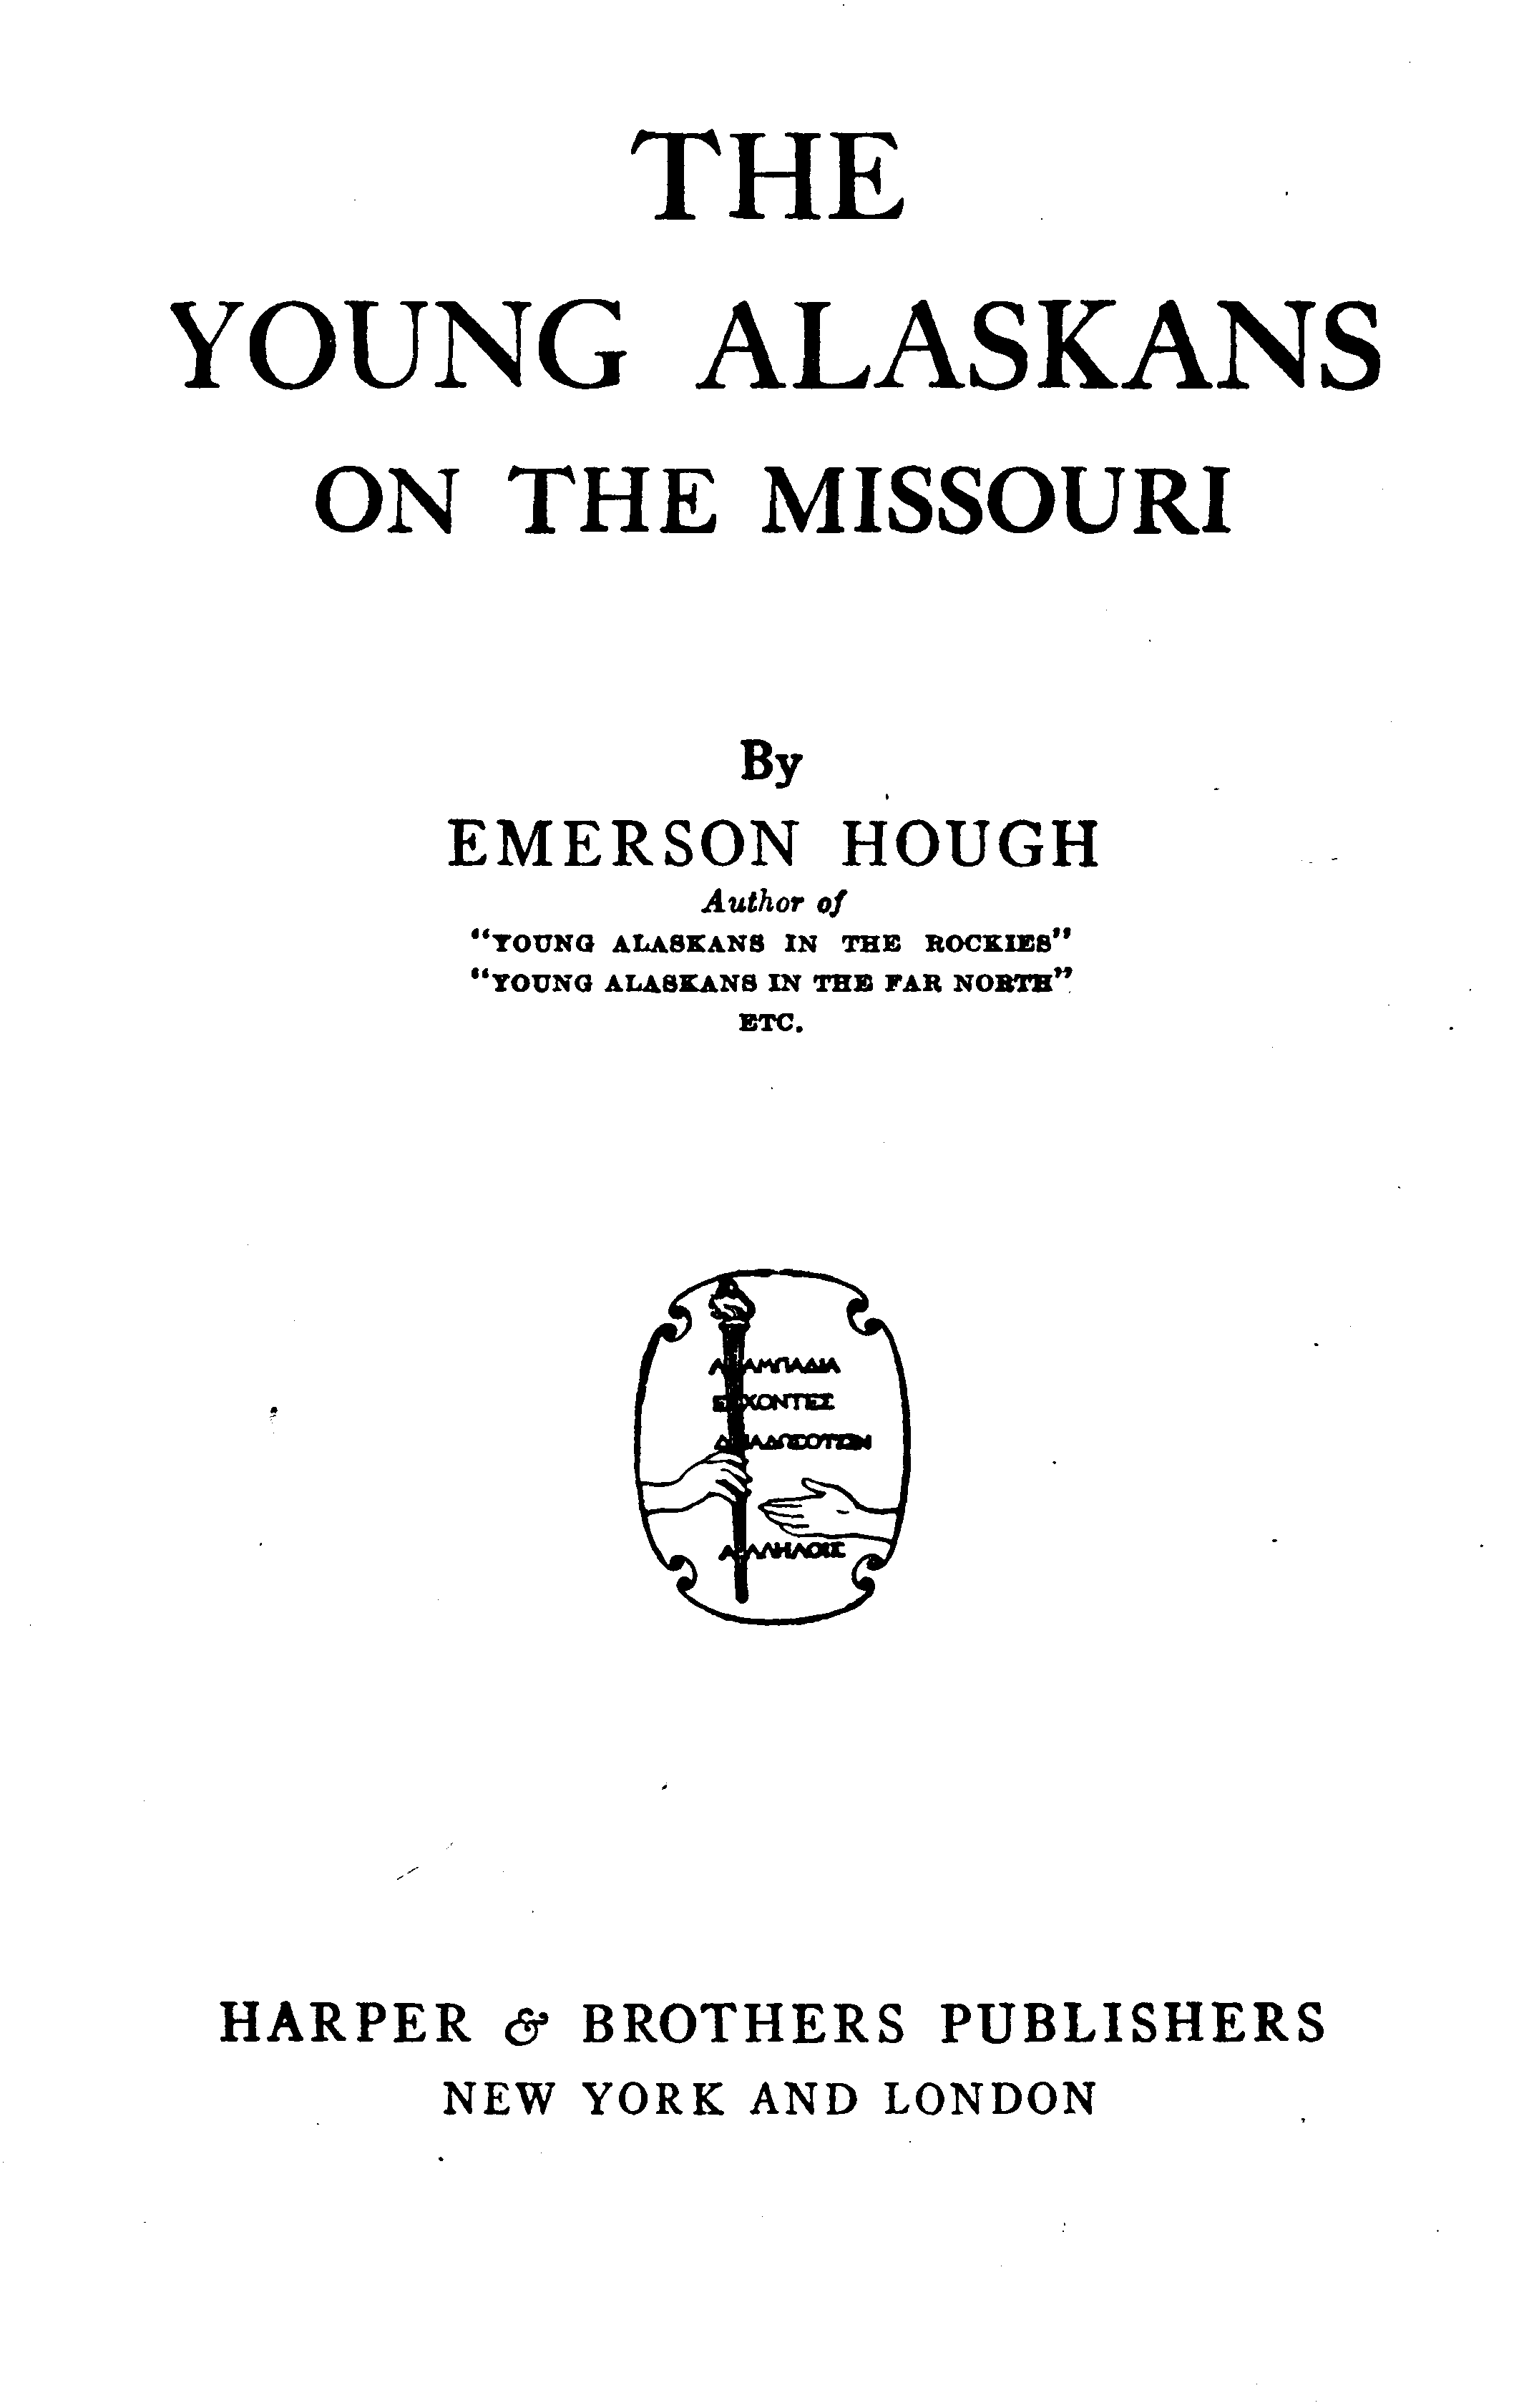 THE
YOUNG ALASKANS
ON THE MISSOURI
By
EMERSON HOUGH
Author of
"YOUNG ALASKANS IN THE ROCKIES"
"YOUNG ALASKANS IN THE FAR NORTH"
ETC.
HARPER & BROTHERS PUBLISHERS
NEW YORK AND LONDON